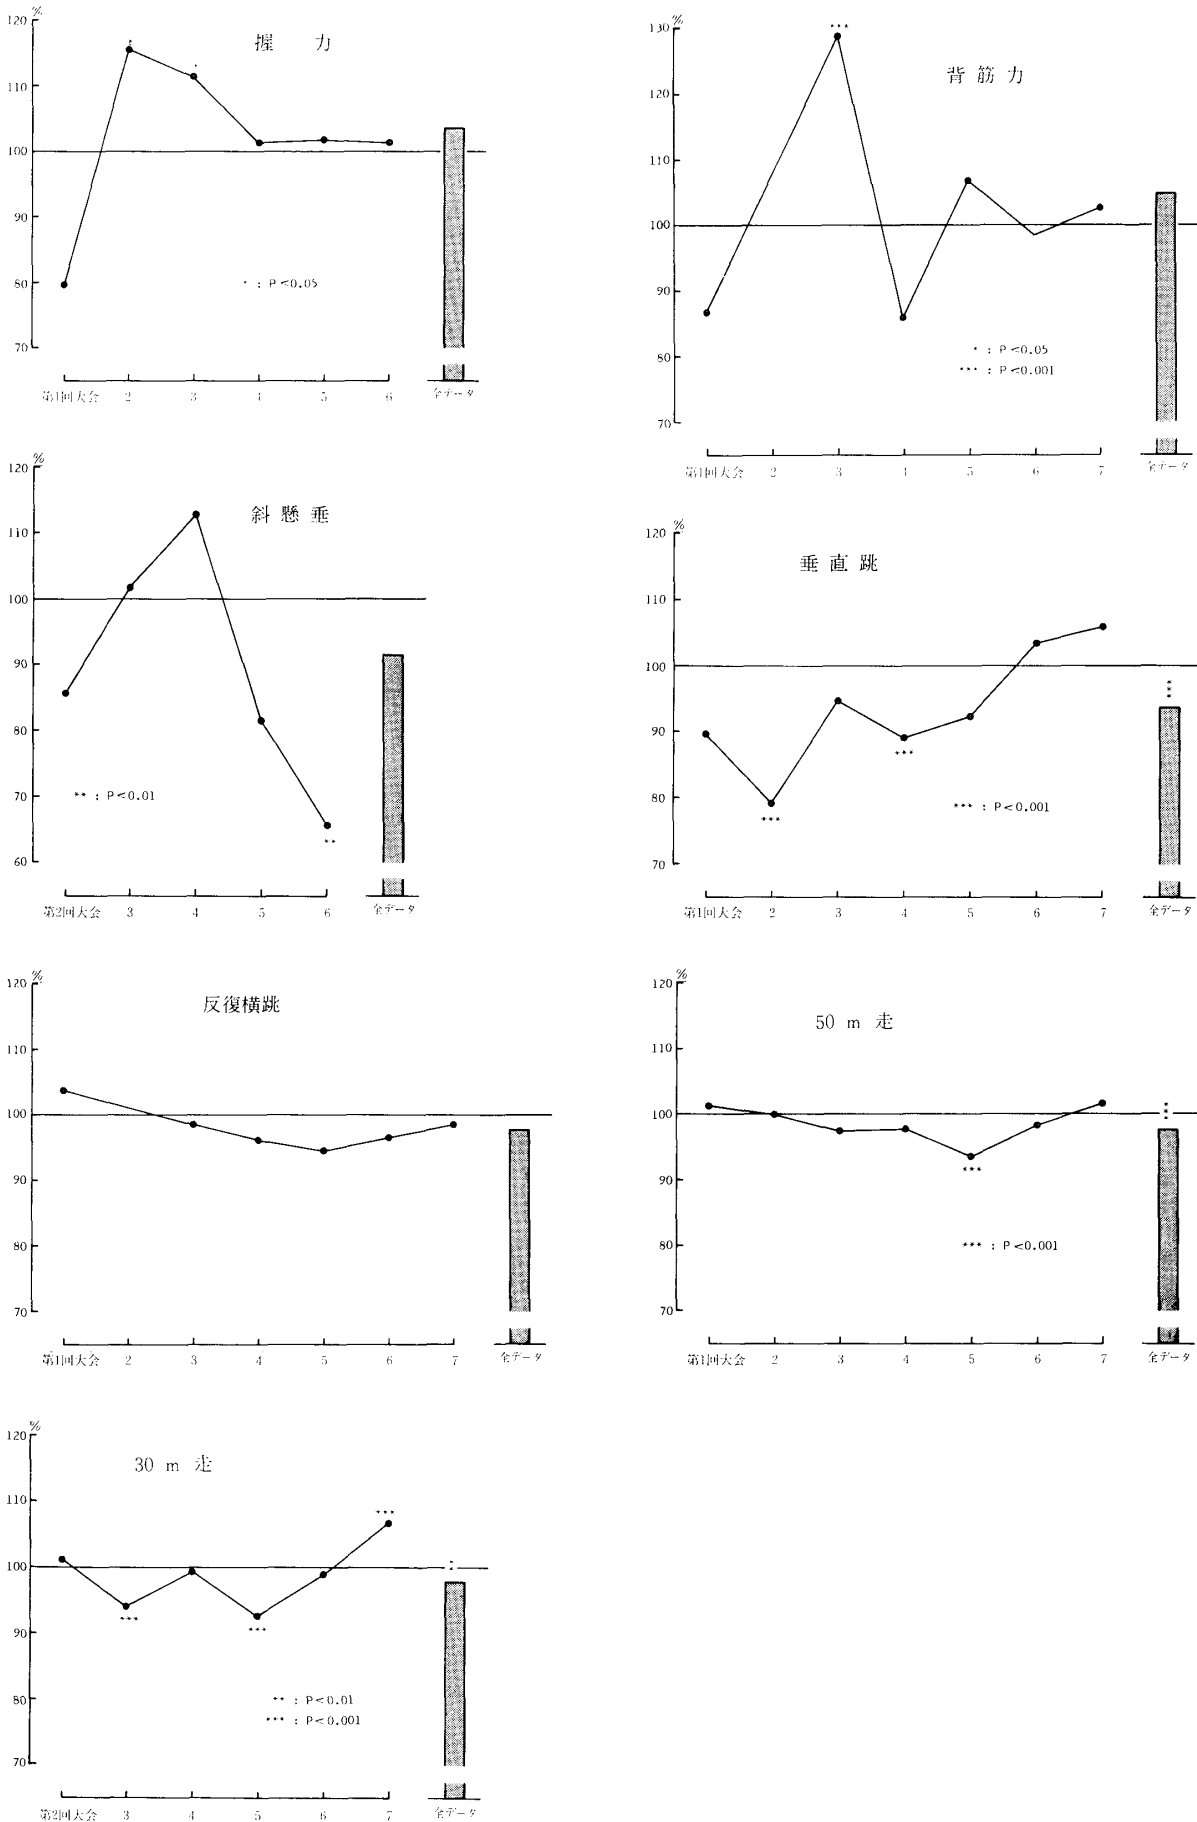 %
120
110
100
90
80
70
握 力
*
*
* : P<0.05
第1回大会 2 3 4 5 6 全データ
%
130
120
110
100
90
80
70
背 筋 力
***
* : P<0.05
*** : P<0.001
第1回大会 2 3 4 5 6 7 全データ
%
120
110
100
90
80
70
60
斜 懸 垂
** : P<0.01
**
第2回大会 3 4 5 6 全データ
%
120
110
100
90
80
70
垂 直 跳
***
***
***
*** : P<0.001
第1回大会 2 3 4 5 6 7 全データ
%
120
110
100
90
80
70
反復横跳
第1回大会 2 3 4 5 6 7 全データ
%
120
110
100
90
80
70
50 m 走
***
***
*** : P<0.001
第1回大会 2 3 4 5 6 7 全データ
%
120
110
100
90
80
70
30 m 走
***
***
***
**
** : P<0.01
*** : P<0.001
第2回大会 3 4 5 6 7 全データ